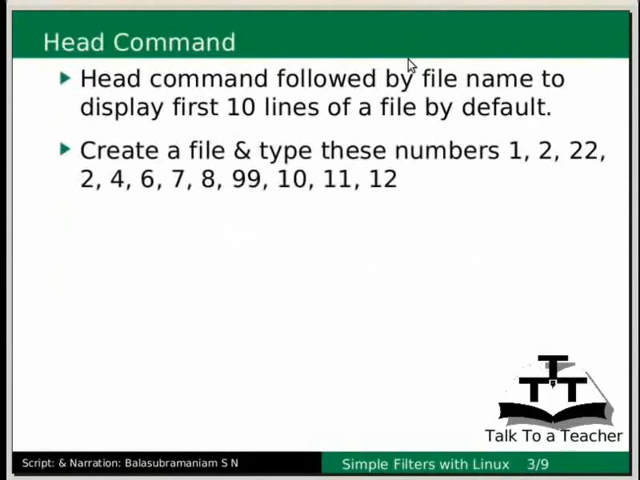 Head Command
Head command followed by file name to
display first 10 lines of a file by default.
Create a file & type these numbers 1, 2, 22,
2, 4, 6, 7, 8, 99, 10, 11, 12
TTT
Talk To a Teacher
Script: & Narration: Balasubramaniam S N
Simple Filters with Linux 3/9